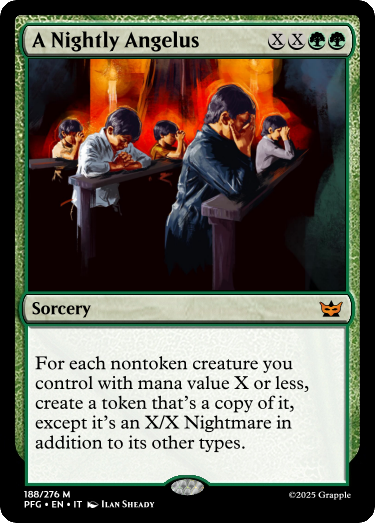 A Nightly Angelus XX
Sorcery
For each nontoken creature you
control with mana value X or less,
create a token that's a copy of it,
except it's an X/X Nightmare in
addition to its other types.
188/276 M
PFG • EN • IT Ilan Sheady
©2025 Grapple